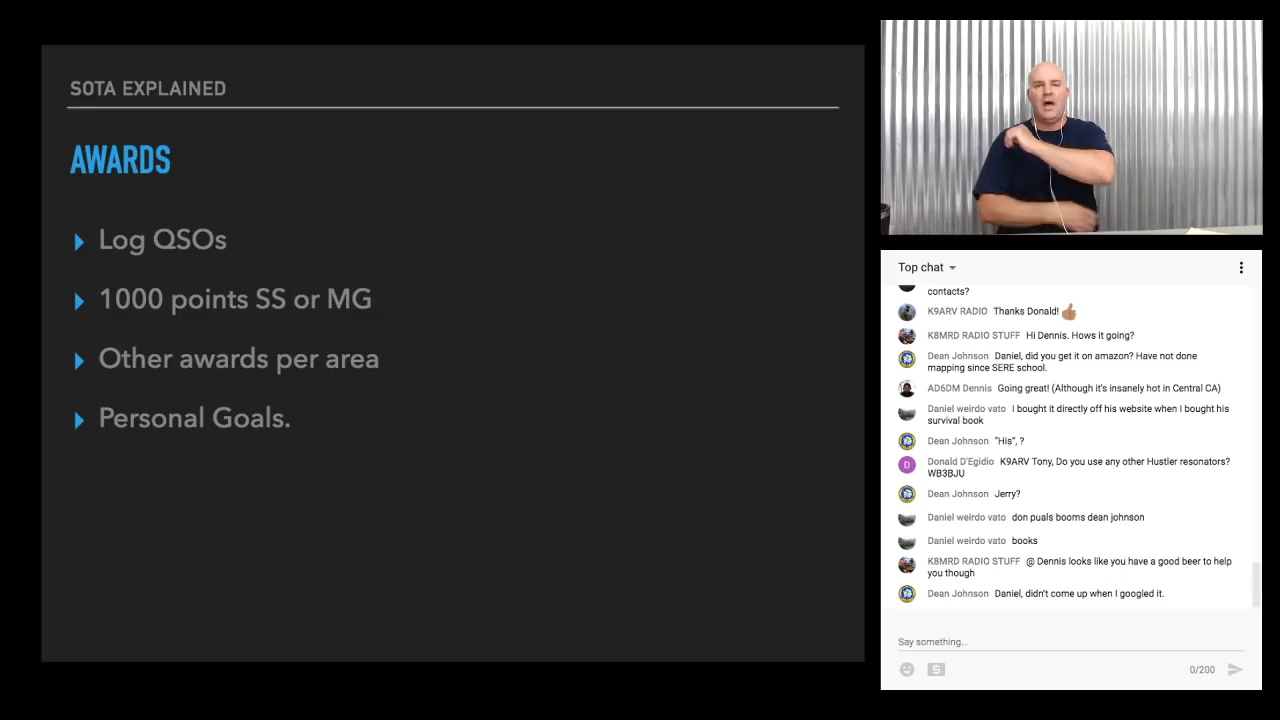 SOTA EXPLAINED
AWARDS
Log QSOs
1000 points SS or MG
Other awards per area
Personal Goals.
Top chat
contacts?
K9ARV RADIO Thanks Donald!
K8MRD RADIO STUFF Hi Dennis. Hows it going?
Dean Johnson Daniel, did you get it on amazon? Have not done
mapping since SERE school.
AD6DM Dennis Going great! (Although it's insanely hot in Central CA)
Daniel weirdo vato I bought it directly off his website when I bought his
survival book
Dean Johnson "His", ?
D
Donald D'Egidio K9ARV Tony, Do you use any other Hustler resonators?
WB3BJU
Dean Johnson Jerry?
Daniel weirdo vato don puals booms dean johnson
Daniel weirdo vato books
K8MRD RADIO STUFF @ Dennis looks like you have a good beer to help
you though
Dean Johnson Daniel, didn't come up when I googled it.
Say something...
0/200